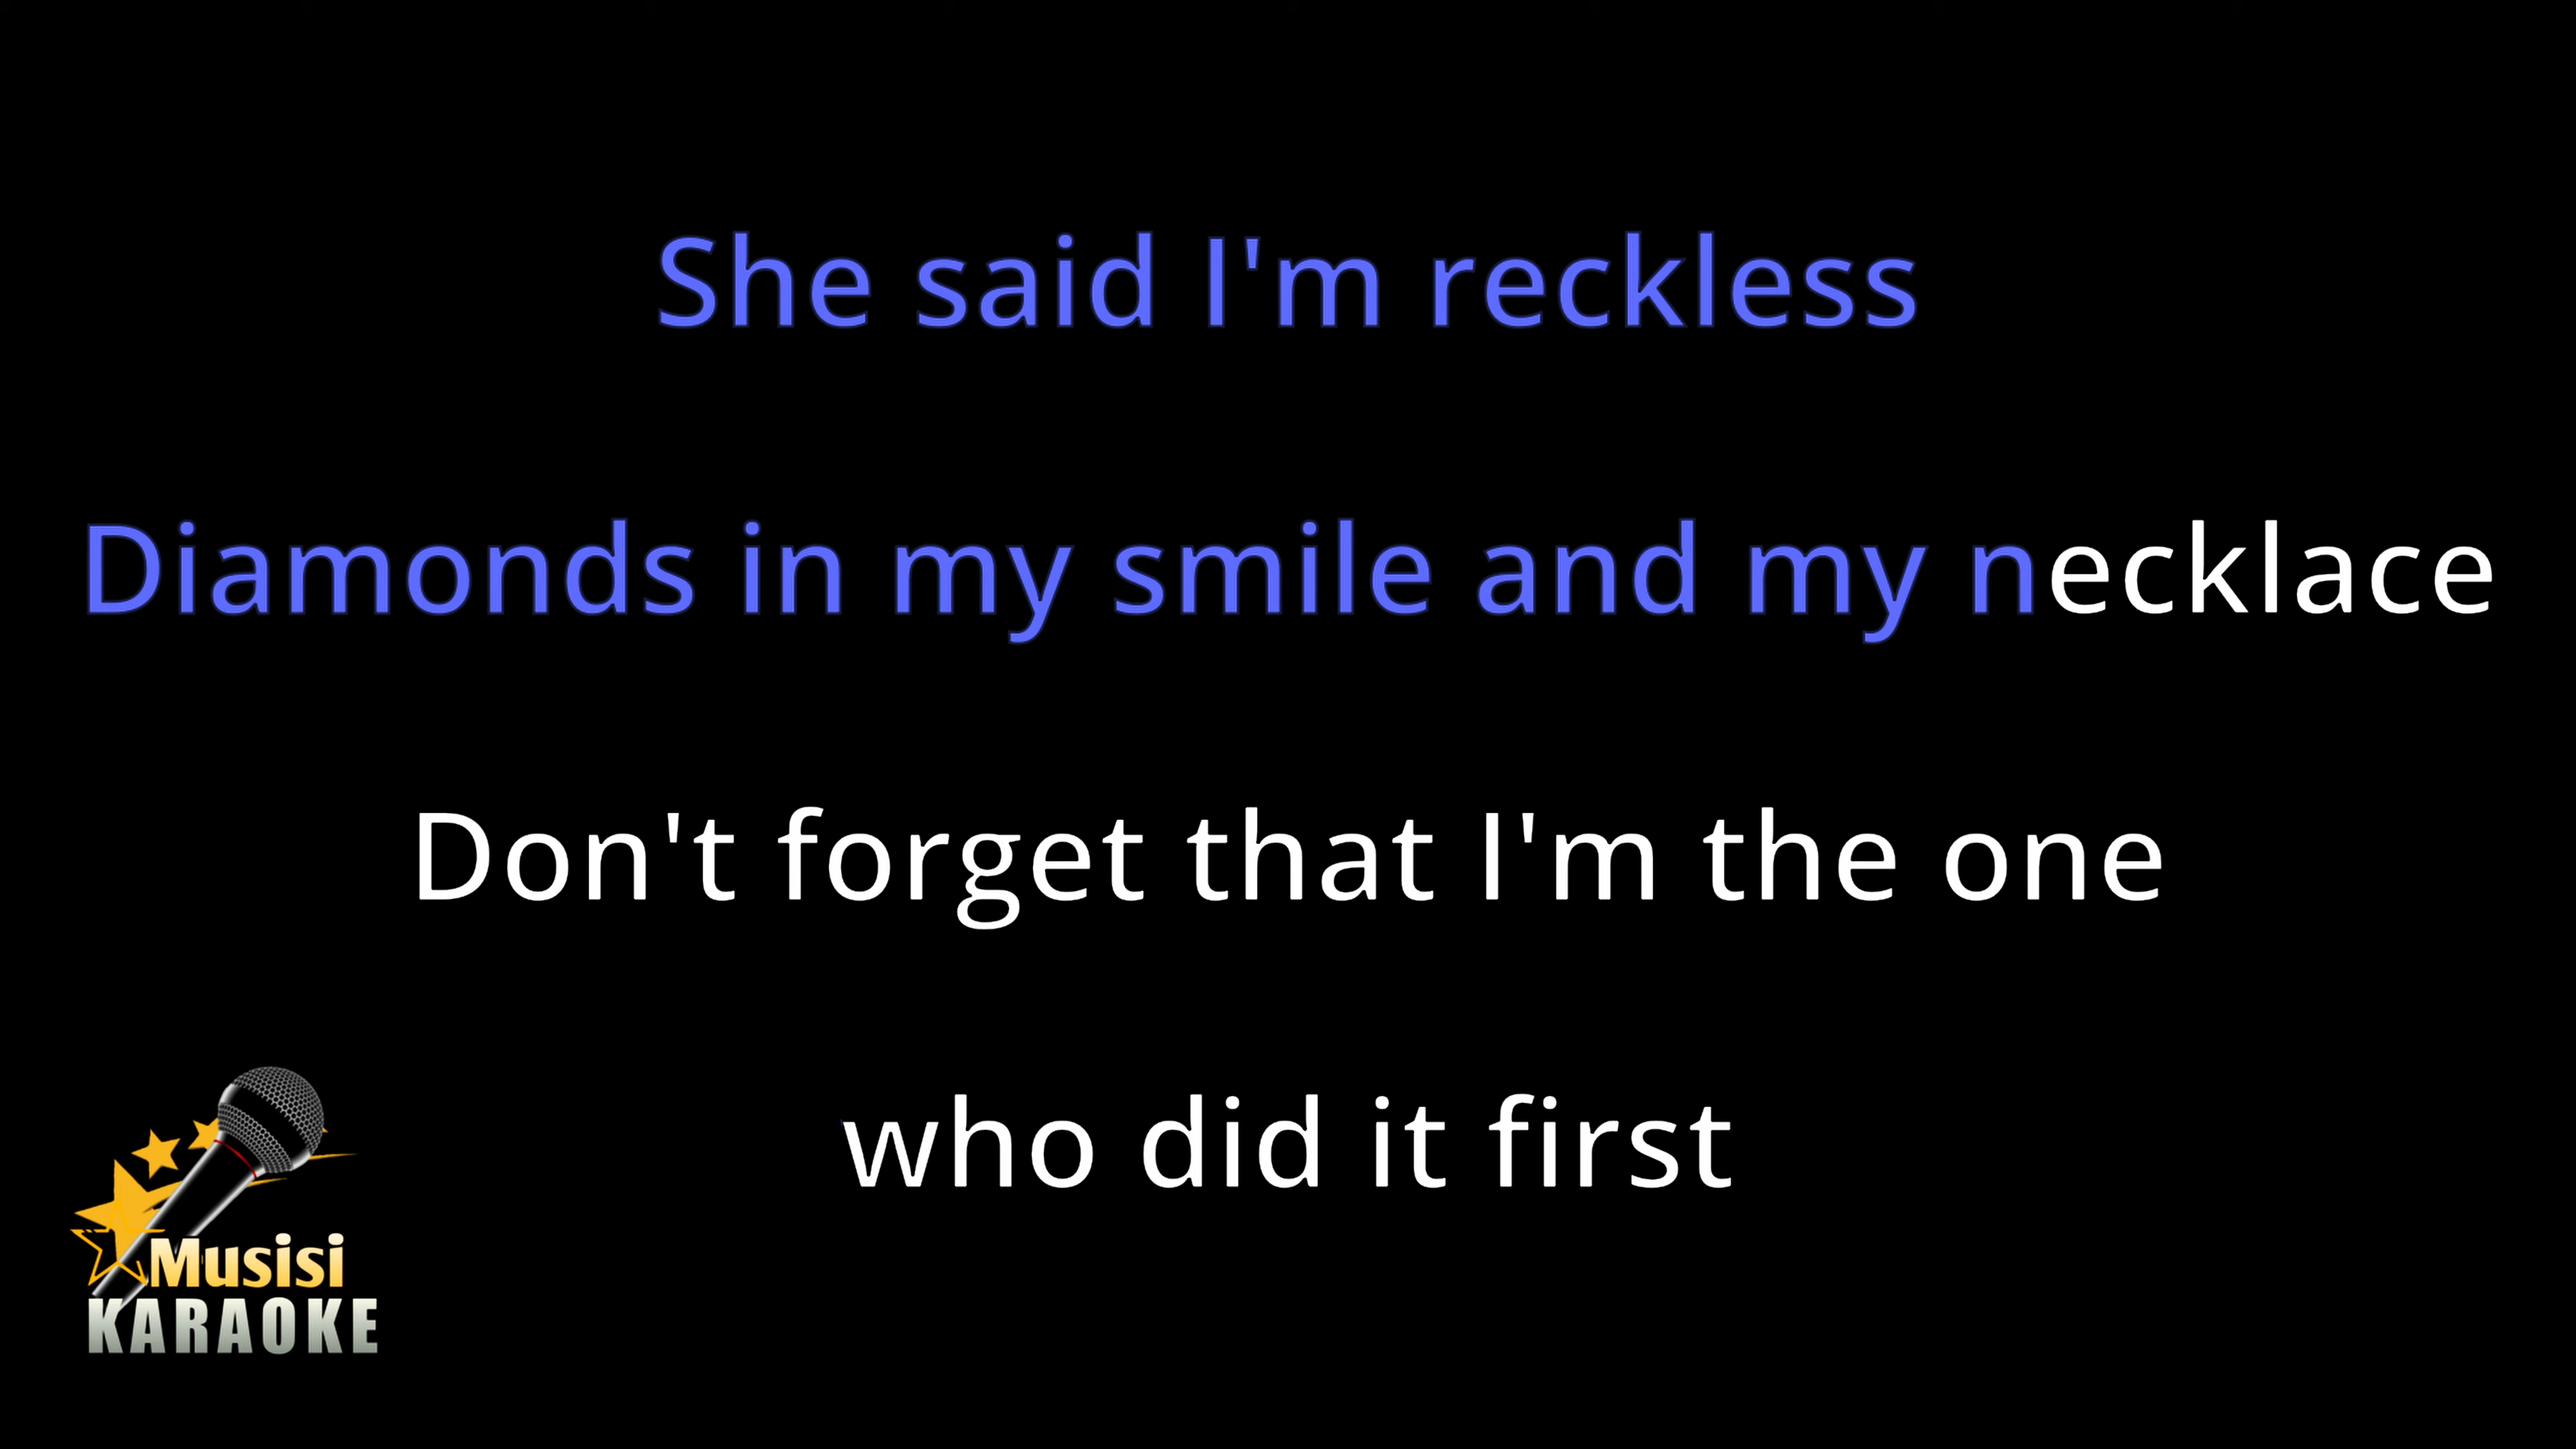 She said I'm reckless
Diamonds in my smile and my necklace
Don't forget that I'm the one
who did it first
Musisi
KARAOKE